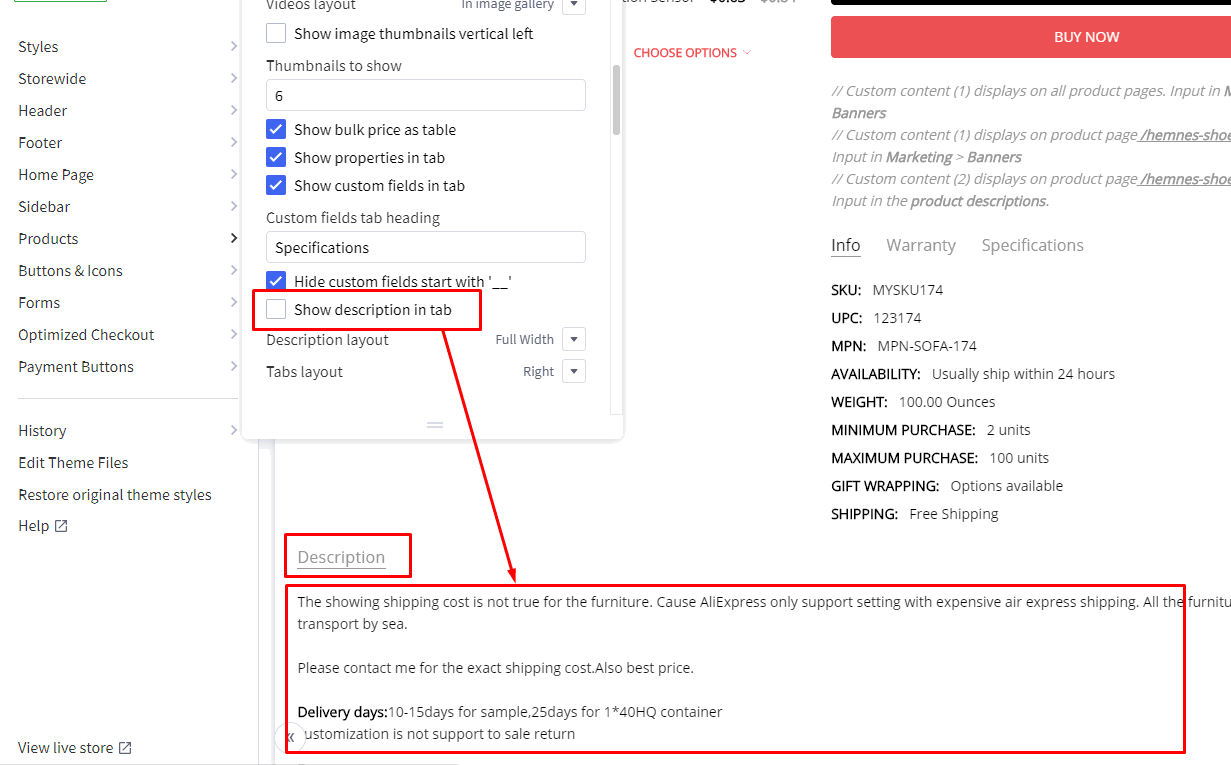 Styles
Storewide
Header
Footer
Home Page
Sidebar
Products
Buttons & Icons
Forms
Optimized Checkout
Payment Buttons
History
Edit Theme Files
Restore original theme styles
Help
View live store
Videos layout In image gallery
Show image thumbnails vertical left
Thumbnails to show
6
Show bulk price as table
Show properties in tab
Show custom fields in tab
Custom fields tab heading
Specifications
Hide custom fields start with '__'
Show description in tab
Description layout Full Width
Tabs layout Right
CHOOSE OPTIONS
BUY NOW
// Custom content (1) displays on all product pages. Input in
Banners
// Custom content (1) displays on product page /hemnes-shoe
Input in Marketing > Banners
// Custom content (2) displays on product page /hemnes-shoe
Input in the product descriptions.
Info Warranty Specifications
SKU: MYSKU174
UPC: 123174
MPN: MPN-SOFA-174
AVAILABILITY: Usually ship within 24 hours
WEIGHT: 100.00 Ounces
MINIMUM PURCHASE: 2 units
MAXIMUM PURCHASE: 100 units
GIFT WRAPPING: Options available
SHIPPING: Free Shipping
Description
The showing shipping cost is not true for the furniture. Cause AliExpress only support setting with expensive air express shipping. All the furnitu
transport by sea.
Please contact me for the exact shipping cost.Also best price.
Delivery days:10-15days for sample,25days for 1*40HQ container
ustomization is not support to sale return